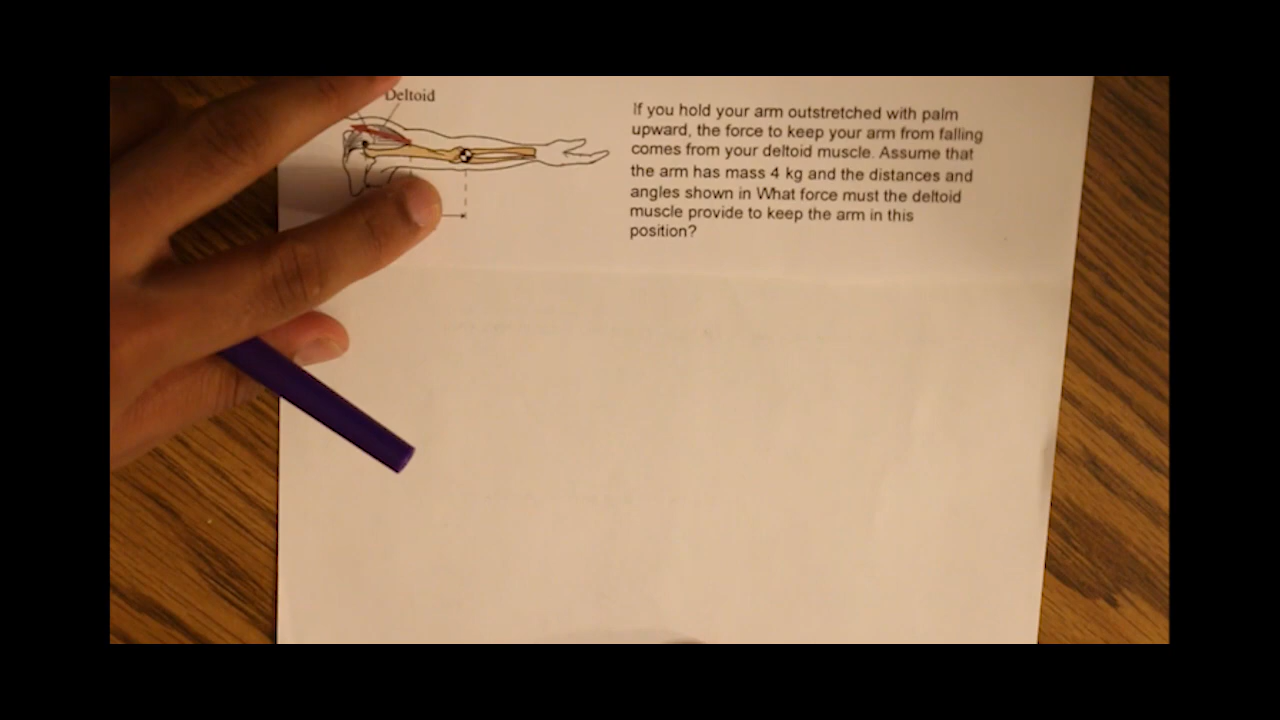 Deltoid
If you hold your arm outstretched with palm
upward, the force to keep your arm from falling
comes from your deltoid muscle. Assume that
the arm has mass 4 kg and the distances and
angles shown in What force must the deltoid
muscle provide to keep the arm in this
position?